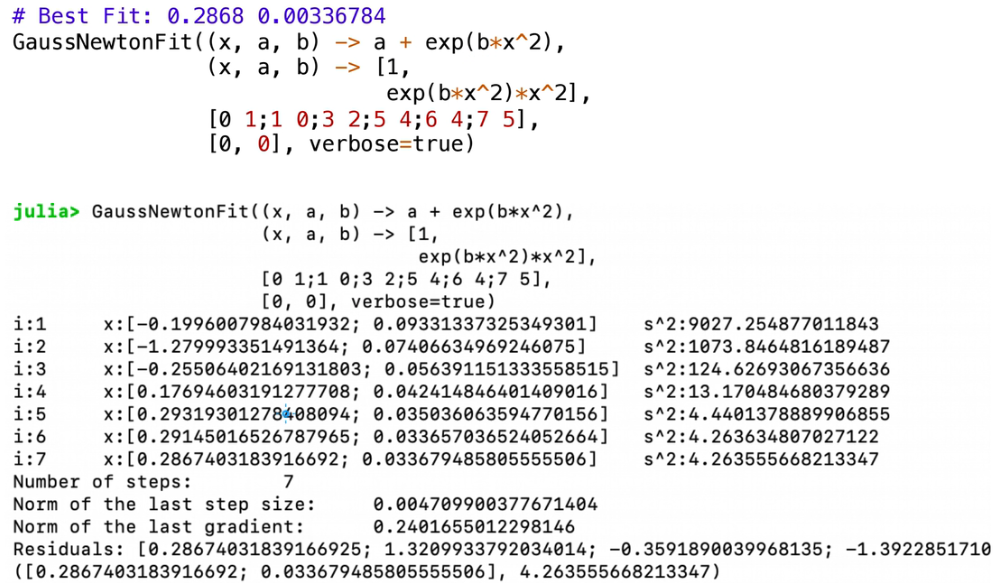 # Best Fit: 0.2868 0.00336784
GaussNewtonFit((x, a, b) -> a + exp(b*x^2),
(x, a, b) -> [1,
exp(b*x^2)*x^2],
[0 1;1 0;3 2;5 4;6 4;7 5],
[0, 0], verbose=true)
julia> GaussNewtonFit((x, a, b) -> a + exp(b*x^2),
(x, a, b) -> [1,
exp(b*x^2)*x^2],
[0 1;1 0;3 2;5 4;6 4;7 5],
[0, 0], verbose=true)
i:1 x:[-0.1996007984031932; 0.09331337325349301] s^2:9027.254877011843
i:2 x:[-1.279993351491364; 0.07406634969246075] s^2:1073.8464816189487
i:3 x:[-0.25506402169131803; 0.056391151333558515] s^2:124.62693067356636
i:4 x:[0.17694603191277708; 0.042414846401409016] s^2:13.170484680379289
i:5 x:[0.29319301278408094; 0.035036063594770156] s^2:4.4401378889906855
i:6 x:[0.29145016526787965; 0.033657036524052664] s^2:4.263634807027122
i:7 x:[0.2867403183916692; 0.033679485805555506] s^2:4.263555668213347
Number of steps: 7
Norm of the last step size: 0.004709900377671404
Norm of the last gradient: 0.2401655012298146
Residuals: [0.28674031839166925; 1.3209933792034014; -0.3591890039968135; -1.3922851710
([0.2867403183916692; 0.033679485805555506], 4.263555668213347)